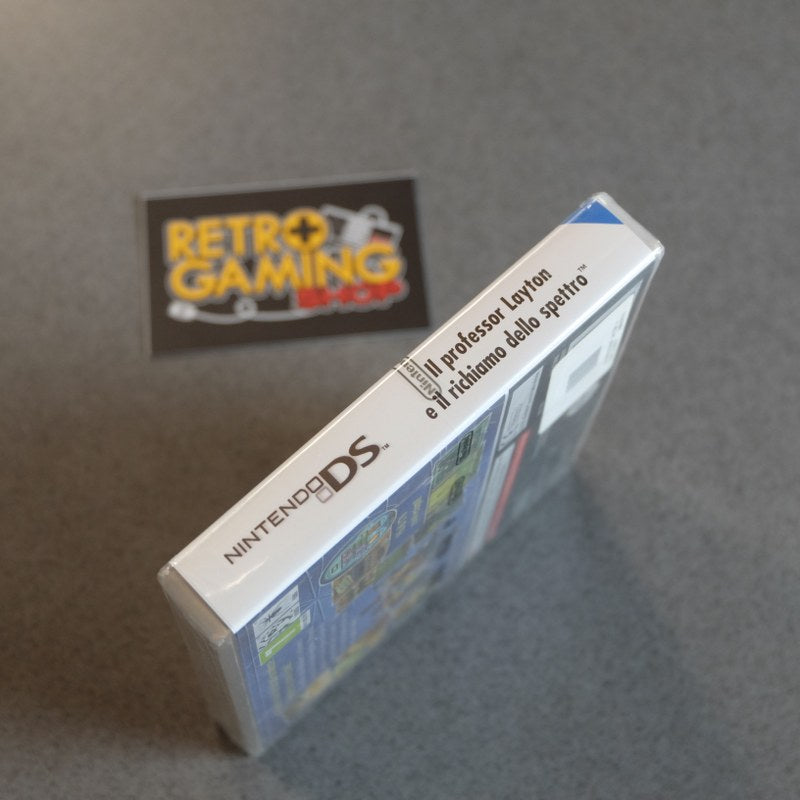 RETRO
GAMING
SHOP
NINTENDO DS™
Il professor Layton
e il richiamo dello spettro™